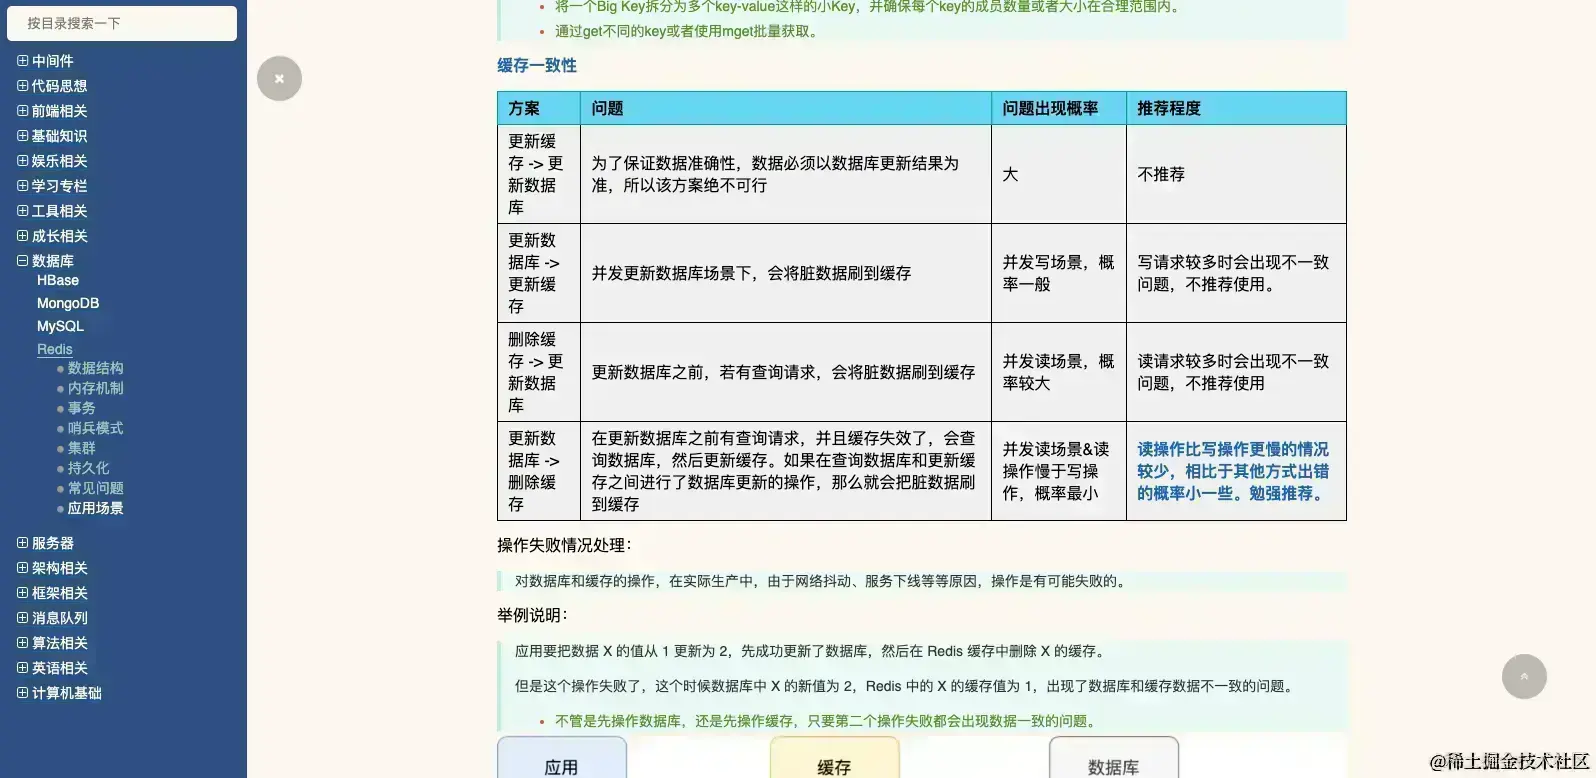 按目录搜索一下
中间件
代码思想
前端相关
基础知识
娱乐相关
学习专栏
工具相关
成长相关
数据库
HBase
MongoDB
MySQL
Redis
数据结构
内存机制
事务
哨兵模式
集群
持久化
常见问题
应用场景
服务器
架构相关
框架相关
消息队列
算法相关
英语相关
计算机基础
将一个Big Key拆分为多个key-value这样的小Key，并确保每个key的成员数量或者大小在合理范围内。
通过get不同的key或者使用mget批量获取。
缓存一致性
方案 问题 问题出现概率 推荐程度
更新缓
存 -> 更
新数据
库
为了保证数据准确性，数据必须以数据库更新结果为
准，所以该方案绝不可行
大
不推荐
更新数
据库 ->
更新缓
存
并发更新数据库场景下，会将脏数据刷到缓存
并发写场景，概
率一般
写请求较多时会出现不一致
问题，不推荐使用。
删除缓
存 -> 更
新数据
库
更新数据库之前，若有查询请求，会将脏数据刷到缓存
并发读场景，概
率较大
读请求较多时会出现不一致
问题，不推荐使用
更新数
据库 ->
删除缓
存
在更新数据库之前有查询请求，并且缓存失效了，会查
询数据库，然后更新缓存。如果在查询数据库和更新缓
存之间进行了数据库更新的操作，那么就会把脏数据刷
到缓存
并发读场景&读
操作慢于写操
作，概率最小
读操作比写操作更慢的情况
较少，相比于其他方式出错
的概率小一些。勉强推荐。
操作失败情况处理：
对数据库和缓存的操作，在实际生产中，由于网络抖动、服务下线等等原因，操作是有可能失败的。
举例说明：
应用要把数据 X 的值从 1 更新为 2，先成功更新了数据库，然后在 Redis 缓存中删除 X 的缓存。
但是这个操作失败了，这个时候数据库中 X 的新值为 2，Redis 中的 X 的缓存值为 1，出现了数据库和缓存数据不一致的问题。
不管是先操作数据库，还是先操作缓存，只要第二个操作失败都会出现数据一致的问题。
应用 缓存 数据库
@稀土掘金技术社区